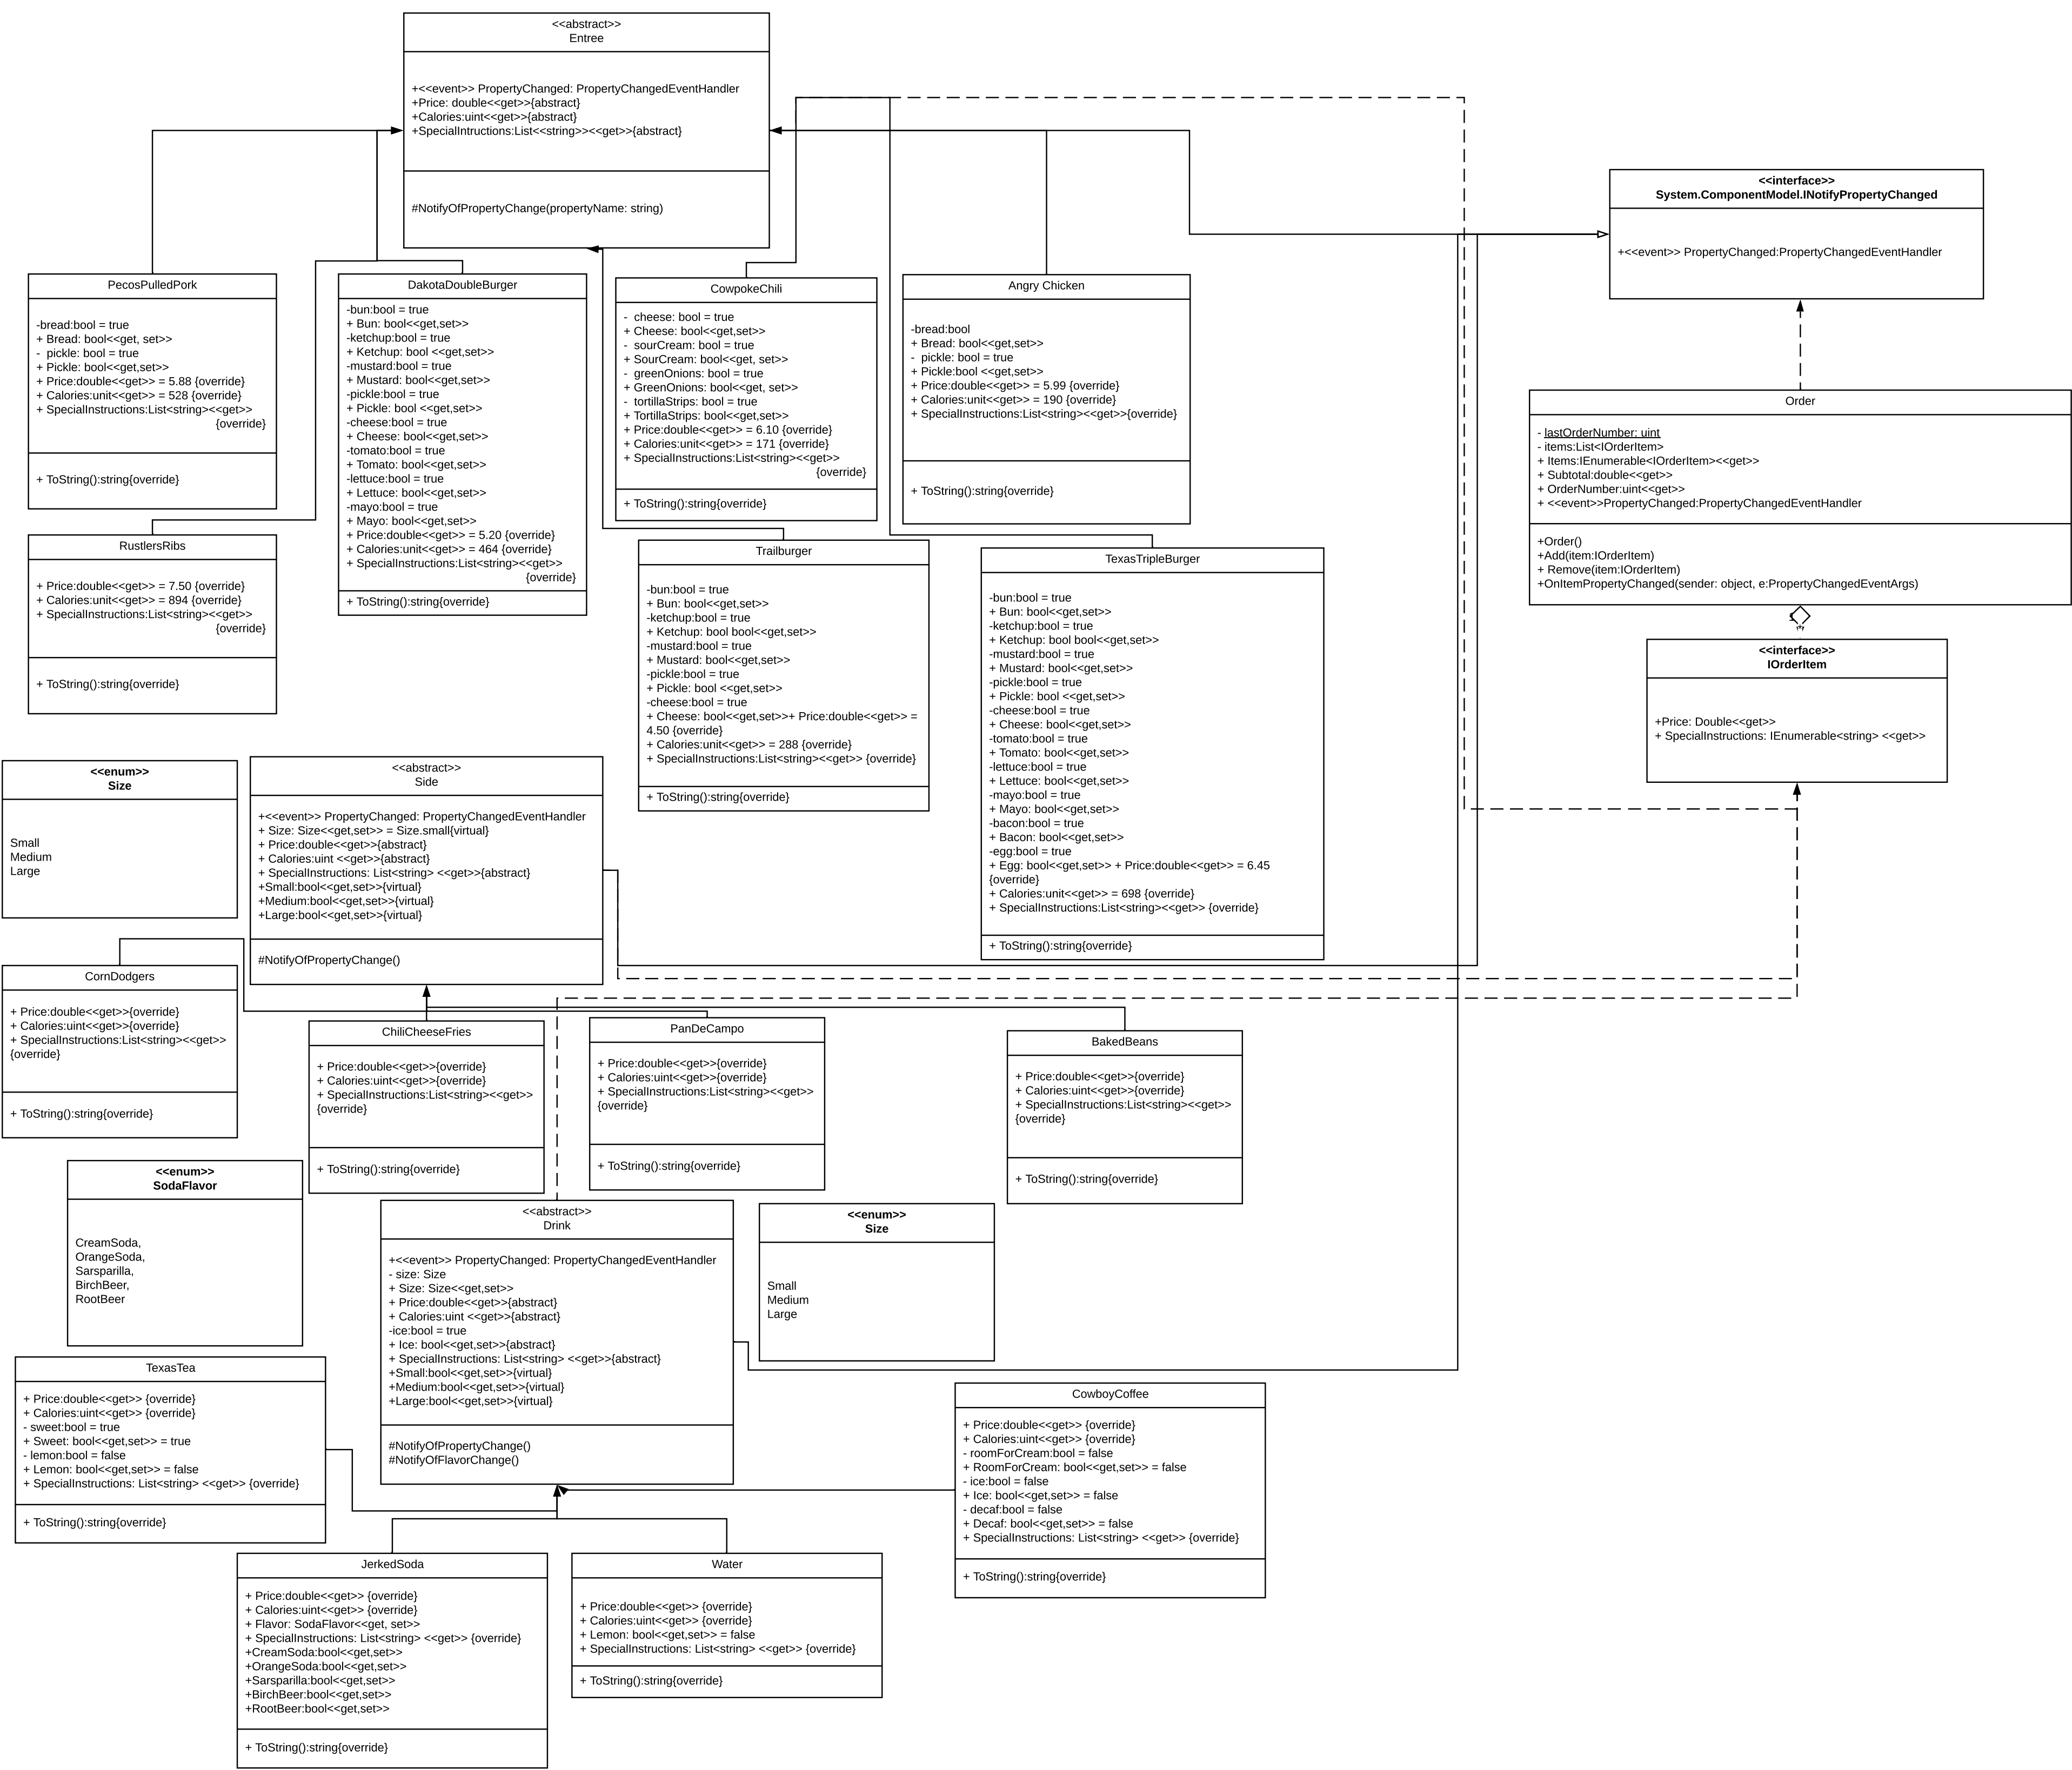 <<abstract>>
Entree
+<<event>> PropertyChanged: PropertyChangedEventHandler
+Price: double<<get>>{abstract}
+Calories:uint<<get>>{abstract}
+SpecialIntructions:List<<string>><<get>>{abstract}
#NotifyOfPropertyChange(propertyName: string)
<<interface>>
System.ComponentModel.INotifyPropertyChanged
+<<event>> PropertyChanged:PropertyChangedEventHandler
PecosPulledPork
-bread:bool = true
+ Bread: bool<<get, set>>
-  pickle: bool = true
+ Pickle: bool<<get,set>>
+ Price:double<<get>> = 5.88 {override}
+ Calories:unit<<get>> = 528 {override}
+ SpecialInstructions:List<string><<get>>
{override}
+ ToString():string{override}
DakotaDoubleBurger
-bun:bool = true
+ Bun: bool<<get,set>>
-ketchup:bool = true
+ Ketchup: bool <<get,set>>
-mustard:bool = true
+ Mustard: bool<<get,set>>
-pickle:bool = true
+ Pickle: bool <<get,set>>
-cheese:bool = true
+ Cheese: bool<<get,set>>
-tomato:bool = true
+ Tomato: bool<<get,set>>
-lettuce:bool = true
+ Lettuce: bool<<get,set>>
-mayo:bool = true
+ Mayo: bool<<get,set>>
+ Price:double<<get>> = 5.20 {override}
+ Calories:unit<<get>> = 464 {override}
+ SpecialInstructions:List<string><<get>>
{override}
+ ToString():string{override}
CowpokeChili
-  cheese: bool = true
+ Cheese: bool<<get,set>>
-  sourCream: bool = true
+ SourCream: bool<<get, set>>
-  greenOnions: bool = true
+ GreenOnions: bool<<get, set>>
-  tortillaStrips: bool = true
+ TortillaStrips: bool<<get,set>>
+ Price:double<<get>> = 6.10 {override}
+ Calories:unit<<get>> = 171 {override}
+ SpecialInstructions:List<string><<get>>
{override}
+ ToString():string{override}
Angry Chicken
-bread:bool
+ Bread: bool<<get,set>>
-  pickle: bool = true
+ Pickle:bool <<get,set>>
+ Price:double<<get>> = 5.99 {override}
+ Calories:unit<<get>> = 190 {override}
+ SpecialInstructions:List<string><<get>>{override}
+ ToString():string{override}
Order
- lastOrderNumber: uint
- items:List<IOrderItem>
+ Items:IEnumerable<IOrderItem><<get>>
+ Subtotal:double<<get>>
+ OrderNumber:uint<<get>>
+ <<event>>PropertyChanged:PropertyChangedEventHandler
+Order()
+Add(item:IOrderItem)
+ Remove(item:IOrderItem)
+OnItemPropertyChanged(sender: object, e:PropertyChangedEventArgs)
RustlersRibs
+ Price:double<<get>> = 7.50 {override}
+ Calories:unit<<get>> = 894 {override}
+ SpecialInstructions:List<string><<get>>
{override}
+ ToString():string{override}
Trailburger
-bun:bool = true
+ Bun: bool<<get,set>>
-ketchup:bool = true
+ Ketchup: bool bool<<get,set>>
-mustard:bool = true
+ Mustard: bool<<get,set>>
-pickle:bool = true
+ Pickle: bool <<get,set>>
-cheese:bool = true
+ Cheese: bool<<get,set>>+ Price:double<<get>> =
4.50 {override}
+ Calories:unit<<get>> = 288 {override}
+ SpecialInstructions:List<string><<get>> {override}
+ ToString():string{override}
TexasTripleBurger
-bun:bool = true
+ Bun: bool<<get,set>>
-ketchup:bool = true
+ Ketchup: bool bool<<get,set>>
-mustard:bool = true
+ Mustard: bool<<get,set>>
-pickle:bool = true
+ Pickle: bool <<get,set>>
-cheese:bool = true
+ Cheese: bool<<get,set>>
-tomato:bool = true
+ Tomato: bool<<get,set>>
-lettuce:bool = true
+ Lettuce: bool<<get,set>>
-mayo:bool = true
+ Mayo: bool<<get,set>>
-bacon:bool = true
+ Bacon: bool<<get,set>>
-egg:bool = true
+ Egg: bool<<get,set>> + Price:double<<get>> = 6.45
{override}
+ Calories:unit<<get>> = 698 {override}
+ SpecialInstructions:List<string><<get>> {override}
+ ToString():string{override}
<<interface>>
IOrderItem
+Price: Double<<get>>
+ SpecialInstructions: IEnumerable<string> <<get>>
<<enum>>
Size
Small
Medium
Large
<<abstract>>
Side
+<<event>> PropertyChanged: PropertyChangedEventHandler
+ Size: Size<<get,set>> = Size.small{virtual}
+ Price:double<<get>>{abstract}
+ Calories:uint <<get>>{abstract}
+ SpecialInstructions: List<string> <<get>>{abstract}
+Small:bool<<get,set>>{virtual}
+Medium:bool<<get,set>>{virtual}
+Large:bool<<get,set>>{virtual}
#NotifyOfPropertyChange()
CornDodgers
+ Price:double<<get>>{override}
+ Calories:uint<<get>>{override}
+ SpecialInstructions:List<string><<get>>
{override}
+ ToString():string{override}
ChiliCheeseFries
+ Price:double<<get>>{override}
+ Calories:uint<<get>>{override}
+ SpecialInstructions:List<string><<get>>
{override}
+ ToString():string{override}
PanDeCampo
+ Price:double<<get>>{override}
+ Calories:uint<<get>>{override}
+ SpecialInstructions:List<string><<get>>
{override}
+ ToString():string{override}
BakedBeans
+ Price:double<<get>>{override}
+ Calories:uint<<get>>{override}
+ SpecialInstructions:List<string><<get>>
{override}
+ ToString():string{override}
<<enum>>
SodaFlavor
CreamSoda,
OrangeSoda,
Sarsparilla,
BirchBeer,
RootBeer
<<abstract>>
Drink
+<<event>> PropertyChanged: PropertyChangedEventHandler
- size: Size
+ Size: Size<<get,set>>
+ Price:double<<get>>{abstract}
+ Calories:uint <<get>>{abstract}
-ice:bool = true
+ Ice: bool<<get,set>>{abstract}
+ SpecialInstructions: List<string> <<get>>{abstract}
+Small:bool<<get,set>>{virtual}
+Medium:bool<<get,set>>{virtual}
+Large:bool<<get,set>>{virtual}
#NotifyOfPropertyChange()
#NotifyOfFlavorChange()
<<enum>>
Size
Small
Medium
Large
TexasTea
+ Price:double<<get>> {override}
+ Calories:uint<<get>> {override}
- sweet:bool = true
+ Sweet: bool<<get,set>> = true
- lemon:bool = false
+ Lemon: bool<<get,set>> = false
+ SpecialInstructions: List<string> <<get>> {override}
+ ToString():string{override}
CowboyCoffee
+ Price:double<<get>> {override}
+ Calories:uint<<get>> {override}
- roomForCream:bool = false
+ RoomForCream: bool<<get,set>> = false
- ice:bool = false
+ Ice: bool<<get,set>> = false
- decaf:bool = false
+ Decaf: bool<<get,set>> = false
+ SpecialInstructions: List<string> <<get>> {override}
+ ToString():string{override}
JerkedSoda
+ Price:double<<get>> {override}
+ Calories:uint<<get>> {override}
+ Flavor: SodaFlavor<<get, set>>
+ SpecialInstructions: List<string> <<get>> {override}
+CreamSoda:bool<<get,set>>
+OrangeSoda:bool<<get,set>>
+Sarsparilla:bool<<get,set>>
+BirchBeer:bool<<get,set>>
+RootBeer:bool<<get,set>>
+ ToString():string{override}
Water
+ Price:double<<get>> {override}
+ Calories:uint<<get>> {override}
+ Lemon: bool<<get,set>> = false
+ SpecialInstructions: List<string> <<get>> {override}
+ ToString():string{override}